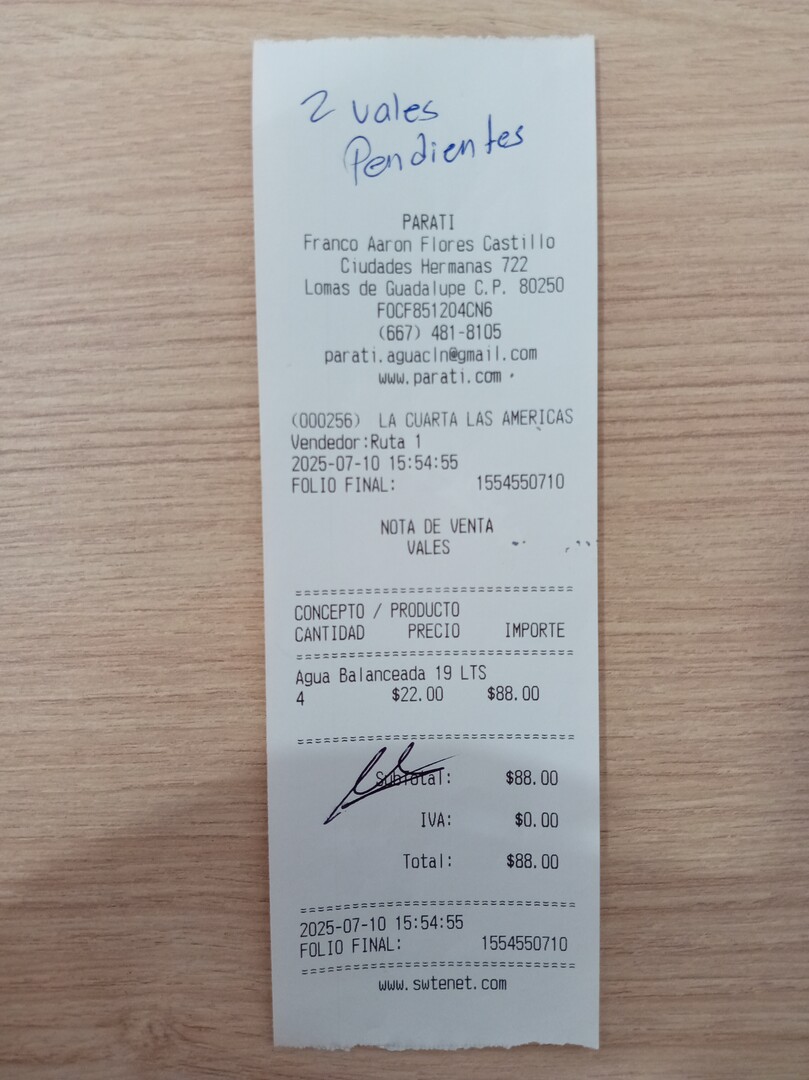 2 vales
Pendientes
PARATI
Franco Aaron Flores Castillo
Ciudades Hermanas 722
Lomas de Guadalupe C.P. 80250
FOCF851204CN6
(667) 481-8105
parati.aguacln@gmail.com
www.parati.com
(000256) LA CUARTA LAS AMERICAS
Vendedor:Ruta 1
2025-07-10 15:54:55
FOLIO FINAL: 1554550710
NOTA DE VENTA
VALES
CONCEPTO / PRODUCTO
CANTIDAD PRECIO IMPORTE
Agua Balanceada 19 LTS
4 $22.00 $88.00
SubTotal: $88.00
IVA: $0.00
Total: $88.00
2025-07-10 15:54:55
FOLIO FINAL: 1554550710
www.swtenet.com